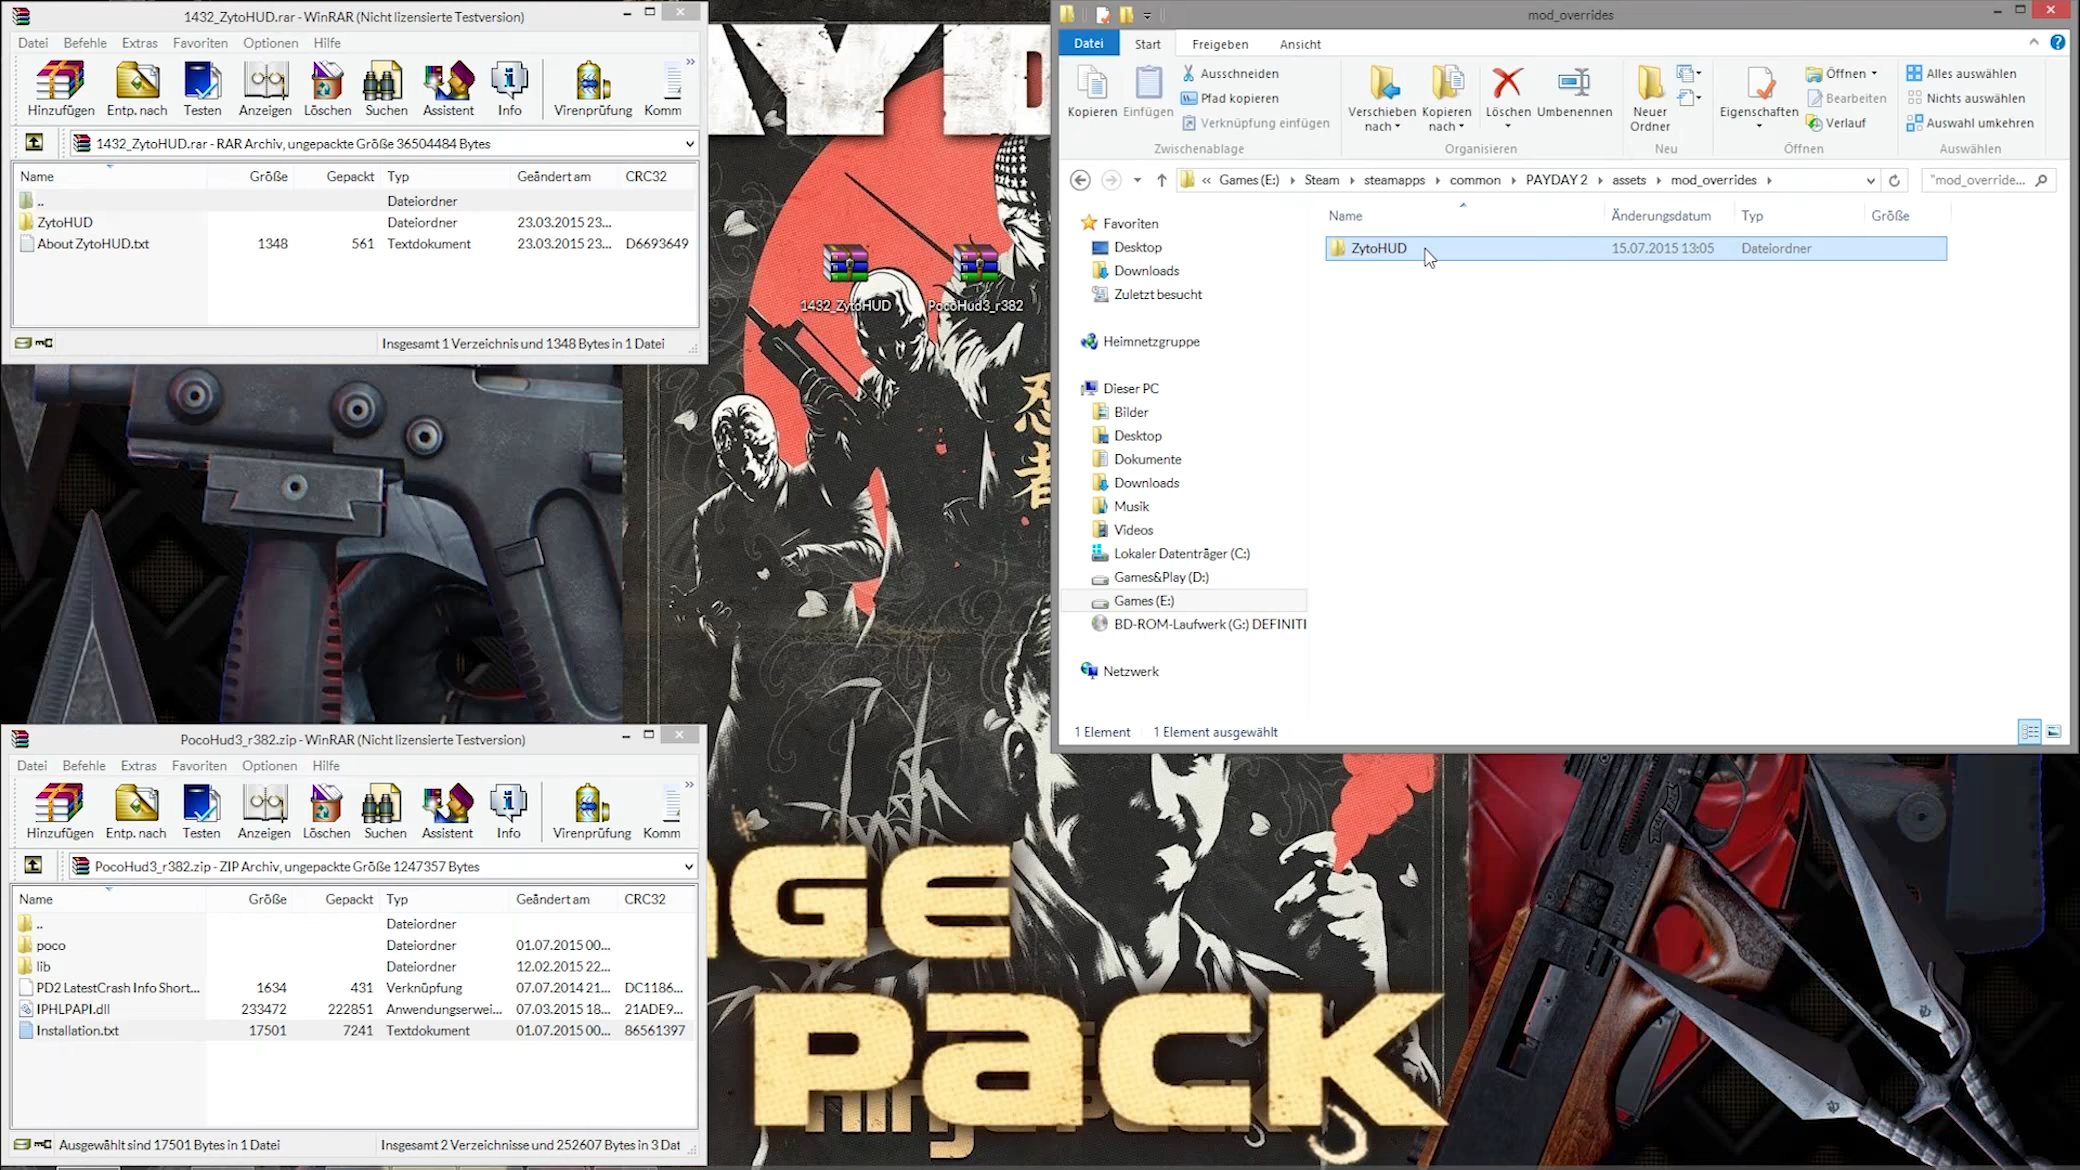 1432_ZytoHUD.rar - WinRAR (Nicht lizensierte Testversion)
Datei Befehle Extras Favoriten Optionen Hilfe
Hinzufügen Entp. nach Testen Anzeigen Löschen Suchen Assistent Info Virenprüfung Komm
1432_ZytoHUD.rar - RAR Archiv, ungepackte Größe 36504484 Bytes
Name Größe Gepackt Typ Geändert am CRC32
.. Dateiordner
ZytoHUD Dateiordner 23.03.2015 23...
About ZytoHUD.txt 1348 561 Textdokument 23.03.2015 23... D6693649
Insgesamt 1 Verzeichnis und 1348 Bytes in 1 Datei
1432_ZytoHUD PocoHud3_r382
mod_overrides
Datei Start Freigeben Ansicht
Kopieren Einfügen
Ausschneiden
Pfad kopieren
Verknüpfung einfügen
Zwischenablage
Verschieben nach Kopieren nach Löschen Umbenennen
Organisieren
Neuer Ordner
Neu
Eigenschaften
Öffnen
Bearbeiten
Verlauf
Öffnen
Alles auswählen
Nichts auswählen
Auswahl umkehren
Auswählen
« Games (E:) Steam steamapps common PAYDAY 2 assets mod_overrides
"mod_override...
Name Änderungsdatum Typ Größe
ZytoHUD 15.07.2015 13:05 Dateiordner
Favoriten
Desktop
Downloads
Zuletzt besucht
Heimnetzgruppe
Dieser PC
Bilder
Desktop
Dokumente
Downloads
Musik
Videos
Lokaler Datenträger (C:)
Games&Play (D:)
Games (E:)
BD-ROM-Laufwerk (G:) DEFINITI
Netzwerk
1 Element 1 Element ausgewählt
忍
者
PocoHud3_r382.zip - WinRAR (Nicht lizensierte Testversion)
Datei Befehle Extras Favoriten Optionen Hilfe
Hinzufügen Entp. nach Testen Anzeigen Löschen Suchen Assistent Info Virenprüfung Komm
PocoHud3_r382.zip - ZIP Archiv, ungepackte Größe 1247357 Bytes
Name Größe Gepackt Typ Geändert am CRC32
.. Dateiordner
poco Dateiordner 01.07.2015 00...
lib Dateiordner 12.02.2015 22...
PD2 LatestCrash Info Short... 1634 431 Verknüpfung 07.07.2014 21... DC1186...
IPHLPAPI.dll 233472 222851 Anwendungserwei... 07.03.2015 18... 21ADE9...
Installation.txt 17501 7241 Textdokument 01.07.2015 00... 86561397
Ausgewählt sind 17501 Bytes in 1 Datei Insgesamt 2 Verzeichnisse und 252607 Bytes in 3 Dat
Pack